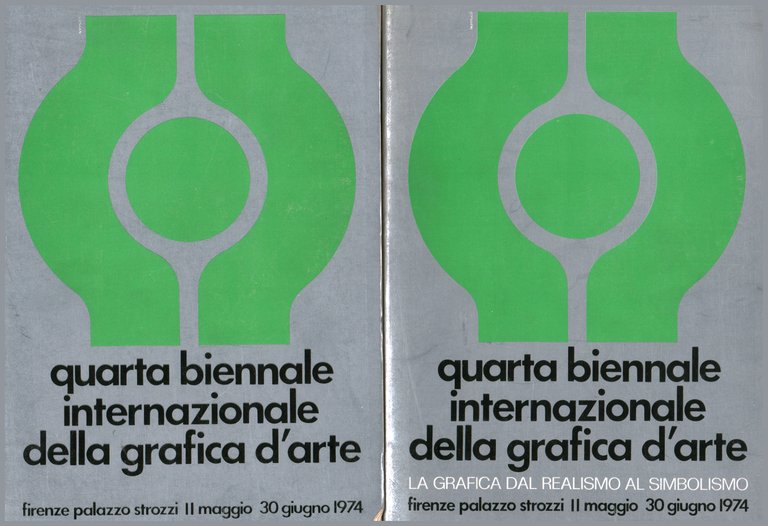 quarta biennale
internazionale
della grafica d'arte
firenze palazzo strozzi 11 maggio 30 giugno 1974
quarta biennale
internazionale
della grafica d'arte
LA GRAFICA DAL REALISMO AL SIMBOLISMO
firenze palazzo strozzi 11 maggio 30 giugno 1974